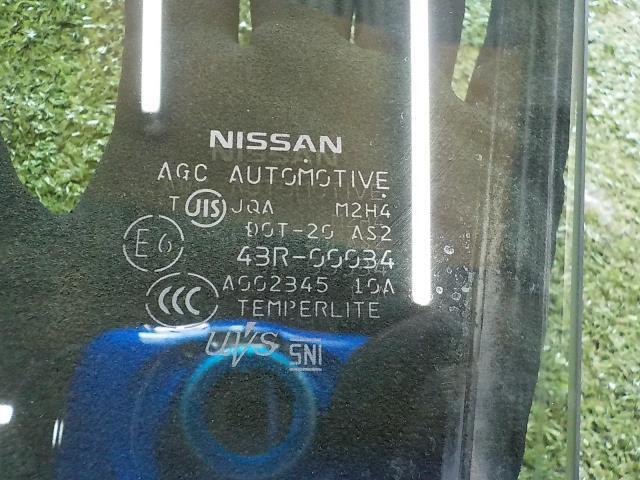 NISSAN
AGC AUTOMOTIVE
T JIS JQA M2H4
DOT-20 AS2
E6 43R-00034
CCC A002345 10A
TEMPERLITE
UVS SNI